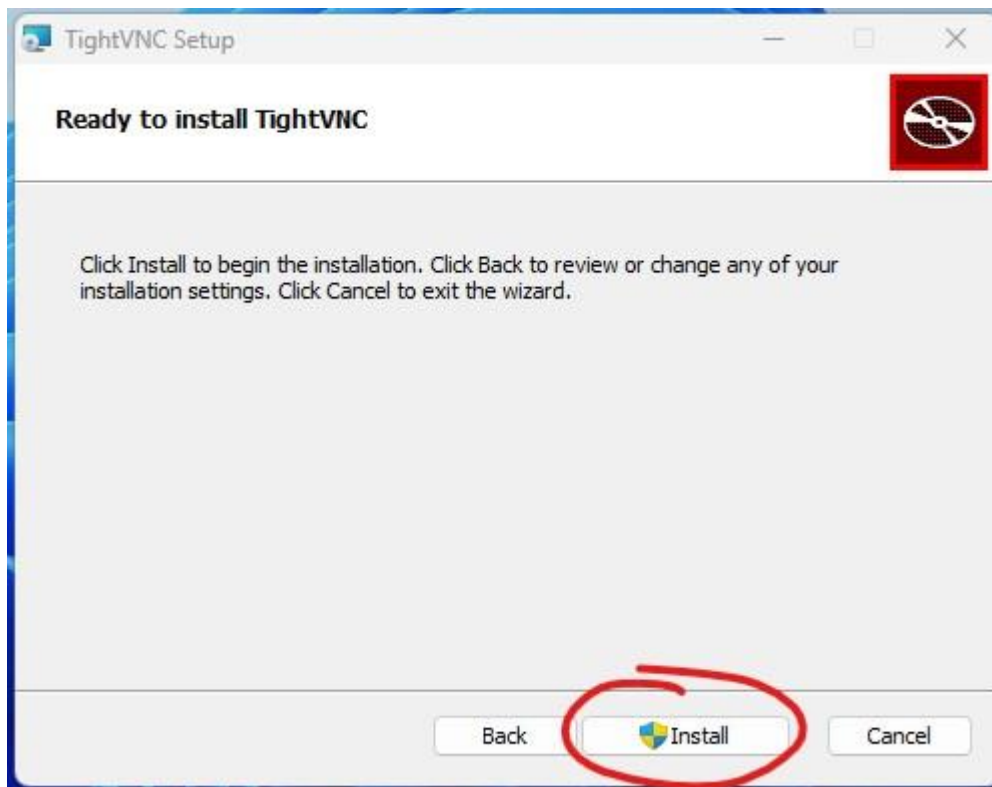 TightVNC Setup
Ready to install TightVNC
Click Install to begin the installation. Click Back to review or change any of your
installation settings. Click Cancel to exit the wizard.
Back
Install
Cancel